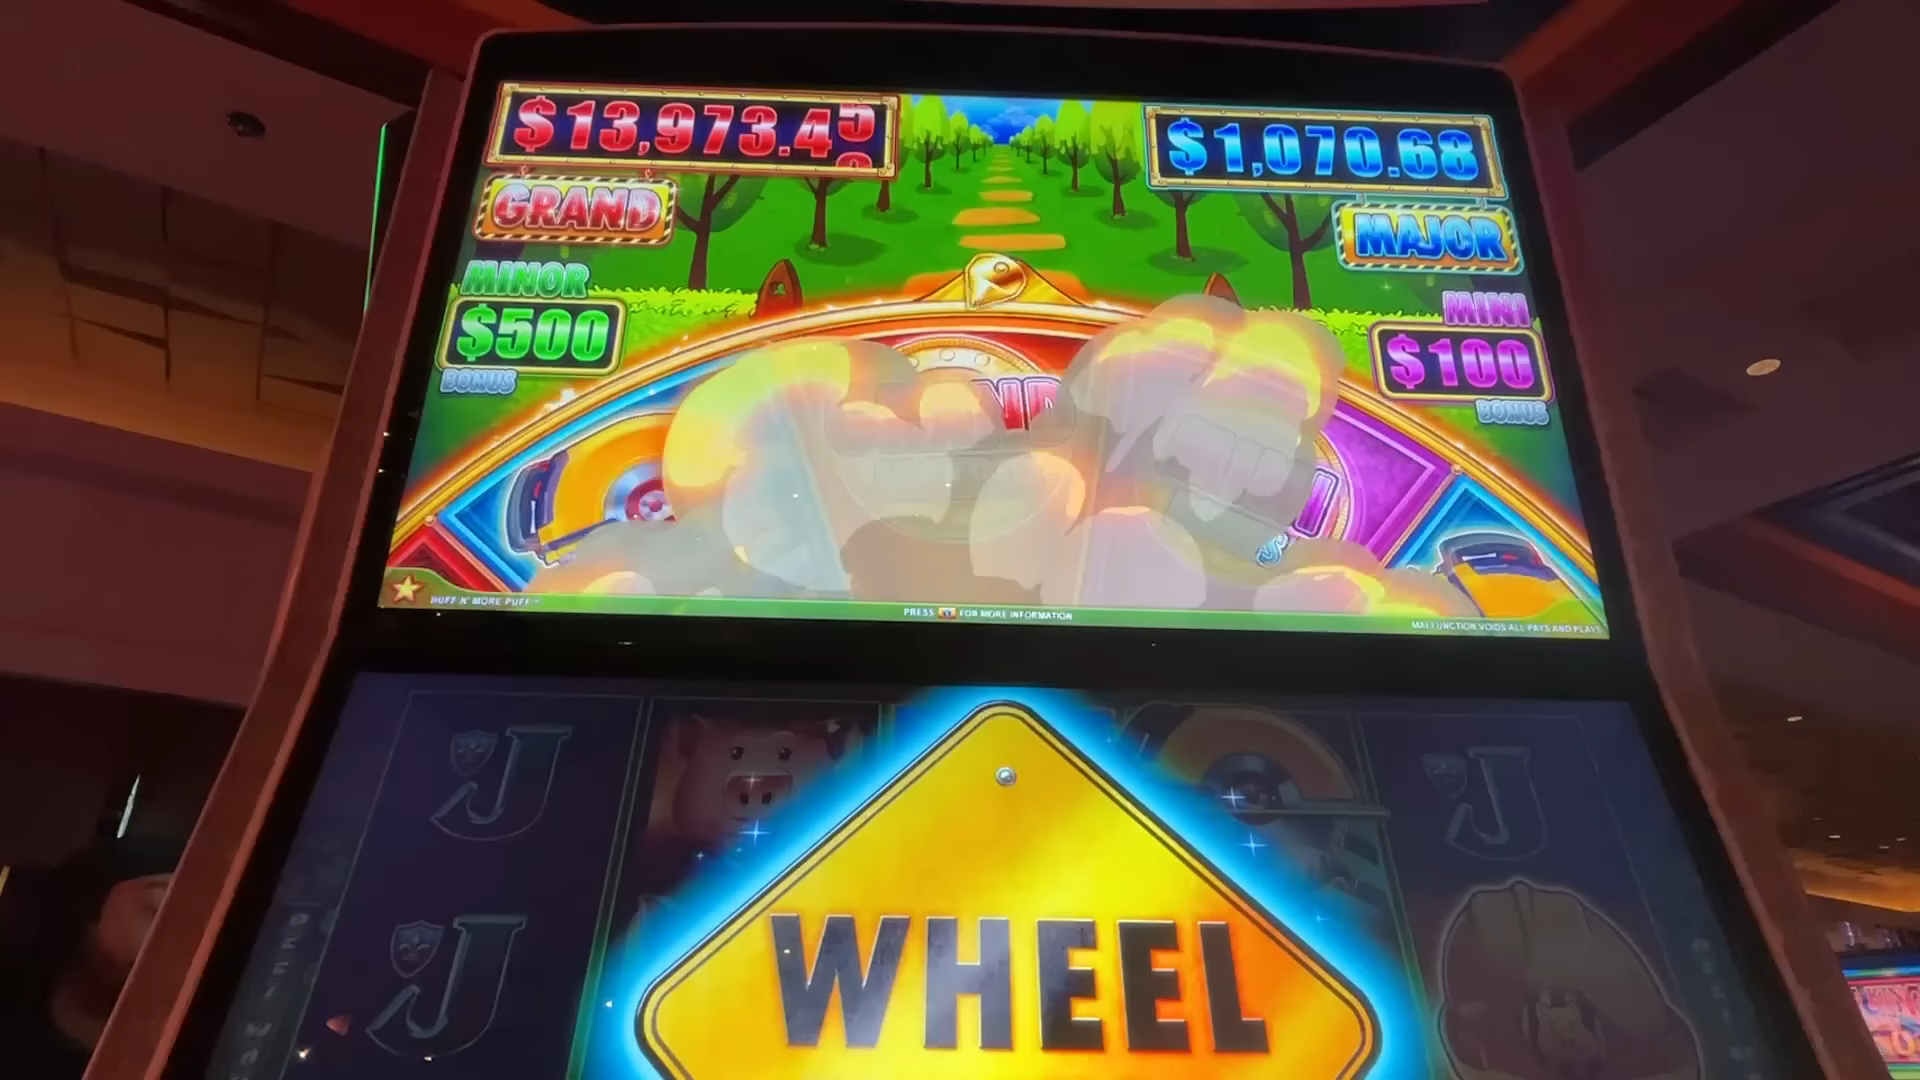 $13,973.45
$1,070.68
GRAND
MAJOR
MINOR
$500
BONUS
MINI
$100
BONUS
HUFF N' MORE PUFF
PRESS
FOR MORE INFORMATION
MALFUNCTION VOIDS ALL PAYS AND PLAYS
J
J
J
WHEEL